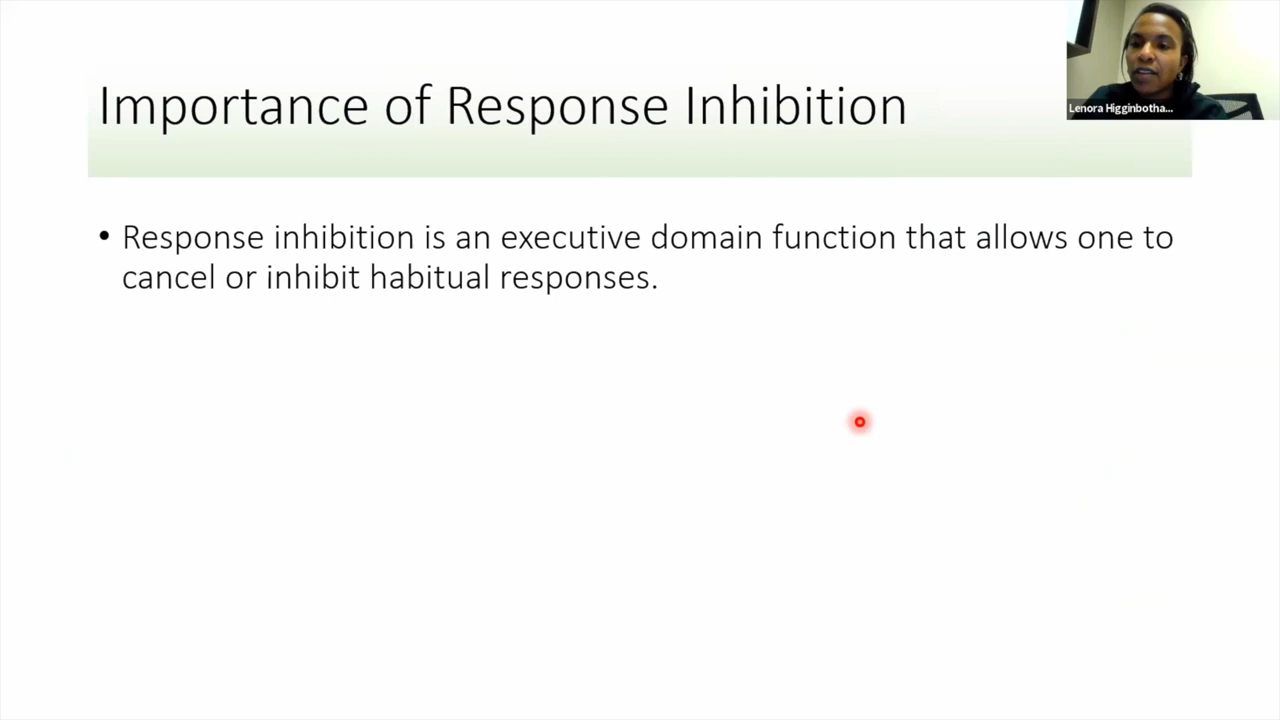 Importance of Response Inhibition
Lenora Higginbotha...
• Response inhibition is an executive domain function that allows one to
cancel or inhibit habitual responses.